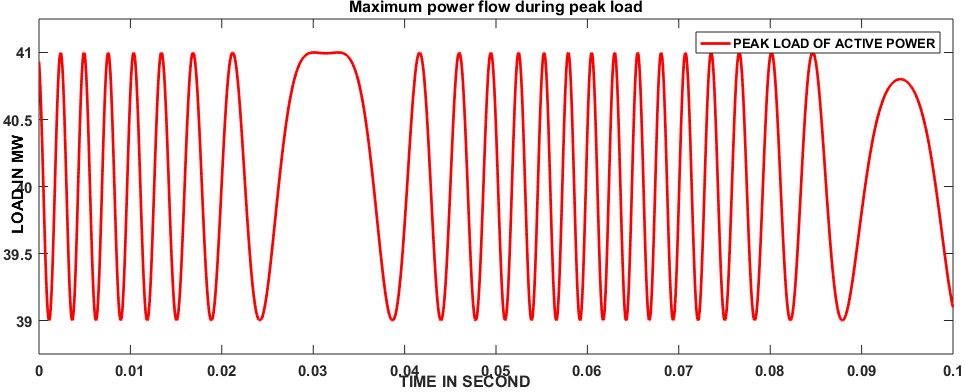 Maximum power flow during peak load
PEAK LOAD OF ACTIVE POWER
LOAD IN MW
41
40.5
40
39.5
39
0 0.01 0.02 0.03 0.04 0.05 0.06 0.07 0.08 0.09 0.1
TIME IN SECOND